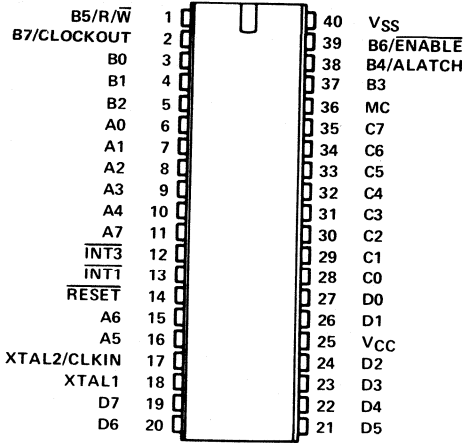 B5/R/W̅ 1 40 VSS
B7/CLOCKOUT 2 39 B6/E̅N̅A̅B̅L̅E̅
B0 3 38 B4/ALATCH
B1 4 37 B3
B2 5 36 MC
A0 6 35 C7
A1 7 34 C6
A2 8 33 C5
A3 9 32 C4
A4 10 31 C3
A7 11 30 C2
I̅N̅T̅3̅ 12 29 C1
I̅N̅T̅1̅ 13 28 C0
R̅E̅S̅E̅T̅ 14 27 D0
A6 15 26 D1
A5 16 25 VCC
XTAL2/CLKIN 17 24 D2
XTAL1 18 23 D3
D7 19 22 D4
D6 20 21 D5